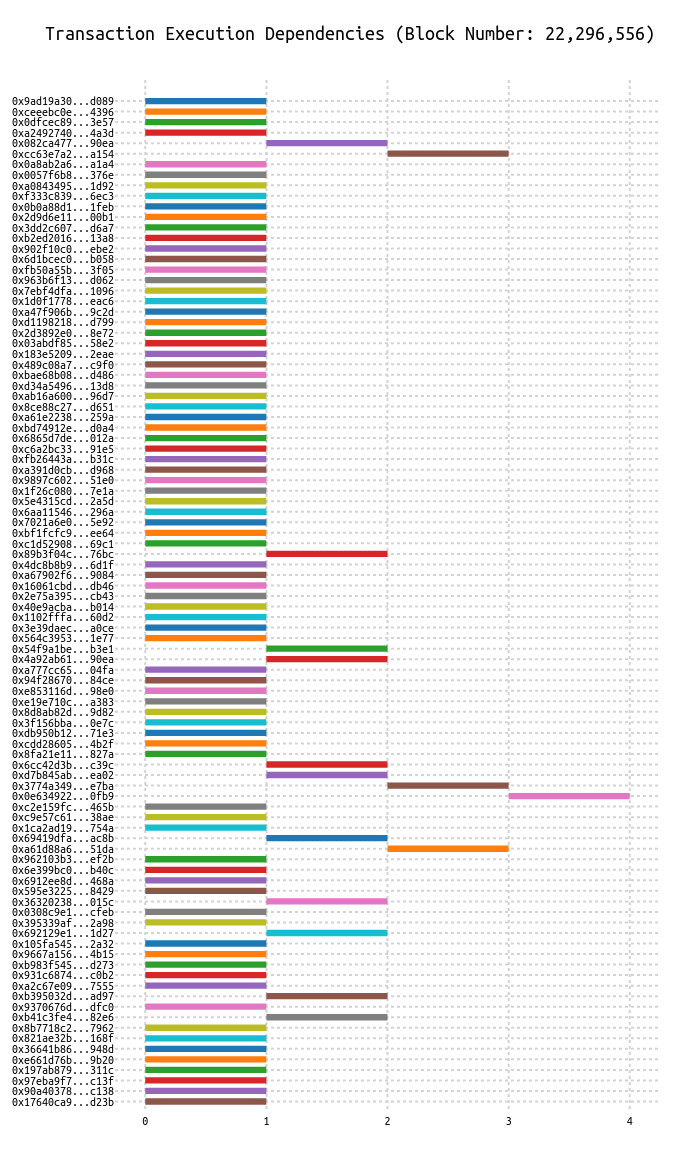 Transaction Execution Dependencies (Block Number: 22,296,556)
0x9ad19a30...d089
0xceeebc0e...4396
0x0dfcec89...3e57
0xa2492740...4a3d
0x082ca477...90ea
0xcc63e7a2...a154
0x0a8ab2a6...a1a4
0x0057f6b8...376e
0xa0843495...1d92
0xf333c839...6ec3
0x0b0a88d1...1feb
0x2d9d6e11...00b1
0x3dd2c607...d6a7
0xb2ed2016...13a8
0x902f10c0...ebe2
0x6d1bcec0...b058
0xfb50a55b...3f05
0x963b6f13...d062
0x7ebf4dfa...1096
0x1d0f1778...eac6
0xa47f906b...9c2d
0xd1198218...d799
0x2d3892e0...8e72
0x03abdf85...58e2
0x183e5209...2eae
0x489c08a7...c9f0
0xbae68b08...d486
0xd34a5496...13d8
0xab16a600...96d7
0x8ce88c27...d651
0xa61e2238...259a
0xbd74912e...d0a4
0x6865d7de...012a
0xc6a2bc33...91e5
0xfb26443a...b31c
0xa391d0cb...d968
0x9897c602...51e0
0x1f26c080...7e1a
0x5e4315cd...2a5d
0x6aa11546...296a
0x7021a6e0...5e92
0xbf1fcfc9...ee64
0xc1d52908...69c1
0x89b3f04c...76bc
0x4dc8b8b9...6d1f
0xa67902f6...9084
0x16061cbd...db46
0x2e75a395...cb43
0x40e9acba...b014
0x1102fffa...60d2
0x3e39daec...a0ce
0x564c3953...1e77
0x54f9a1be...b3e1
0x4a92ab61...90ea
0xa777cc65...04fa
0x94f28670...84ce
0xe853116d...98e0
0xe19e710c...a383
0x8d8ab82d...9d82
0x3f156bba...0e7c
0xdb950b12...71e3
0xcdd28605...4b2f
0x8fa21e11...827a
0x6cc42d3b...c39c
0xd7b845ab...ea02
0x3774a349...e7ba
0x0e634922...0fb9
0xc2e159fc...465b
0xc9e57c61...38ae
0x1ca2ad19...754a
0x69419dfa...ac8b
0xa61d88a6...51da
0x962103b3...ef2b
0x6e399bc0...b40c
0x6912ee8d...468a
0x595e3225...8429
0x36320238...015c
0x0308c9e1...cfeb
0x395339af...2a98
0x692129e1...1d27
0x105fa545...2a32
0x9667a156...4b15
0xb983f545...d273
0x931c6874...c0b2
0xa2c67e09...7555
0xb395032d...ad97
0x9370676d...dfc0
0xb41c3fe4...82e6
0x8b7718c2...7962
0x821ae32b...168f
0x36641b86...948d
0xe661d76b...9b20
0x197ab879...311c
0x97eba9f7...c13f
0x90a40378...c138
0x17640ca9...d23b
0 1 2 3 4